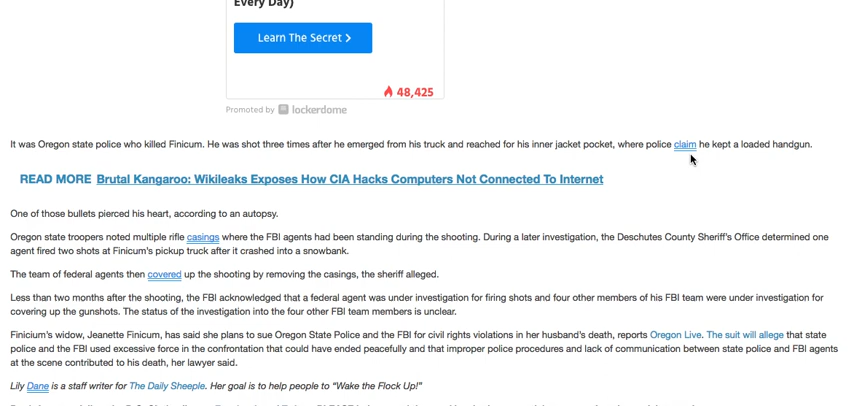 Every Day)
Learn The Secret >
48,425
Promoted by lockerdome
It was Oregon state police who killed Finicum. He was shot three times after he emerged from his truck and reached for his inner jacket pocket, where police claim he kept a loaded handgun.
READ MORE Brutal Kangaroo: Wikileaks Exposes How CIA Hacks Computers Not Connected To Internet
One of those bullets pierced his heart, according to an autopsy.
Oregon state troopers noted multiple rifle casings where the FBI agents had been standing during the shooting. During a later investigation, the Deschutes County Sheriff's Office determined one
agent fired two shots at Finicum's pickup truck after it crashed into a snowbank.
The team of federal agents then covered up the shooting by removing the casings, the sheriff alleged.
Less than two months after the shooting, the FBI acknowledged that a federal agent was under investigation for firing shots and four other members of his FBI team were under investigation for
covering up the gunshots. The status of the investigation into the four other FBI team members is unclear.
Finicium's widow, Jeanette Finicum, has said she plans to sue Oregon State Police and the FBI for civil rights violations in her husband's death, reports Oregon Live. The suit will allege that state
police and the FBI used excessive force in the confrontation that could have ended peacefully and that improper police procedures and lack of communication between state police and FBI agents
at the scene contributed to his death, her lawyer said.
Lily Dane is a staff writer for The Daily Sheeple. Her goal is to help people to "Wake the Flock Up!"